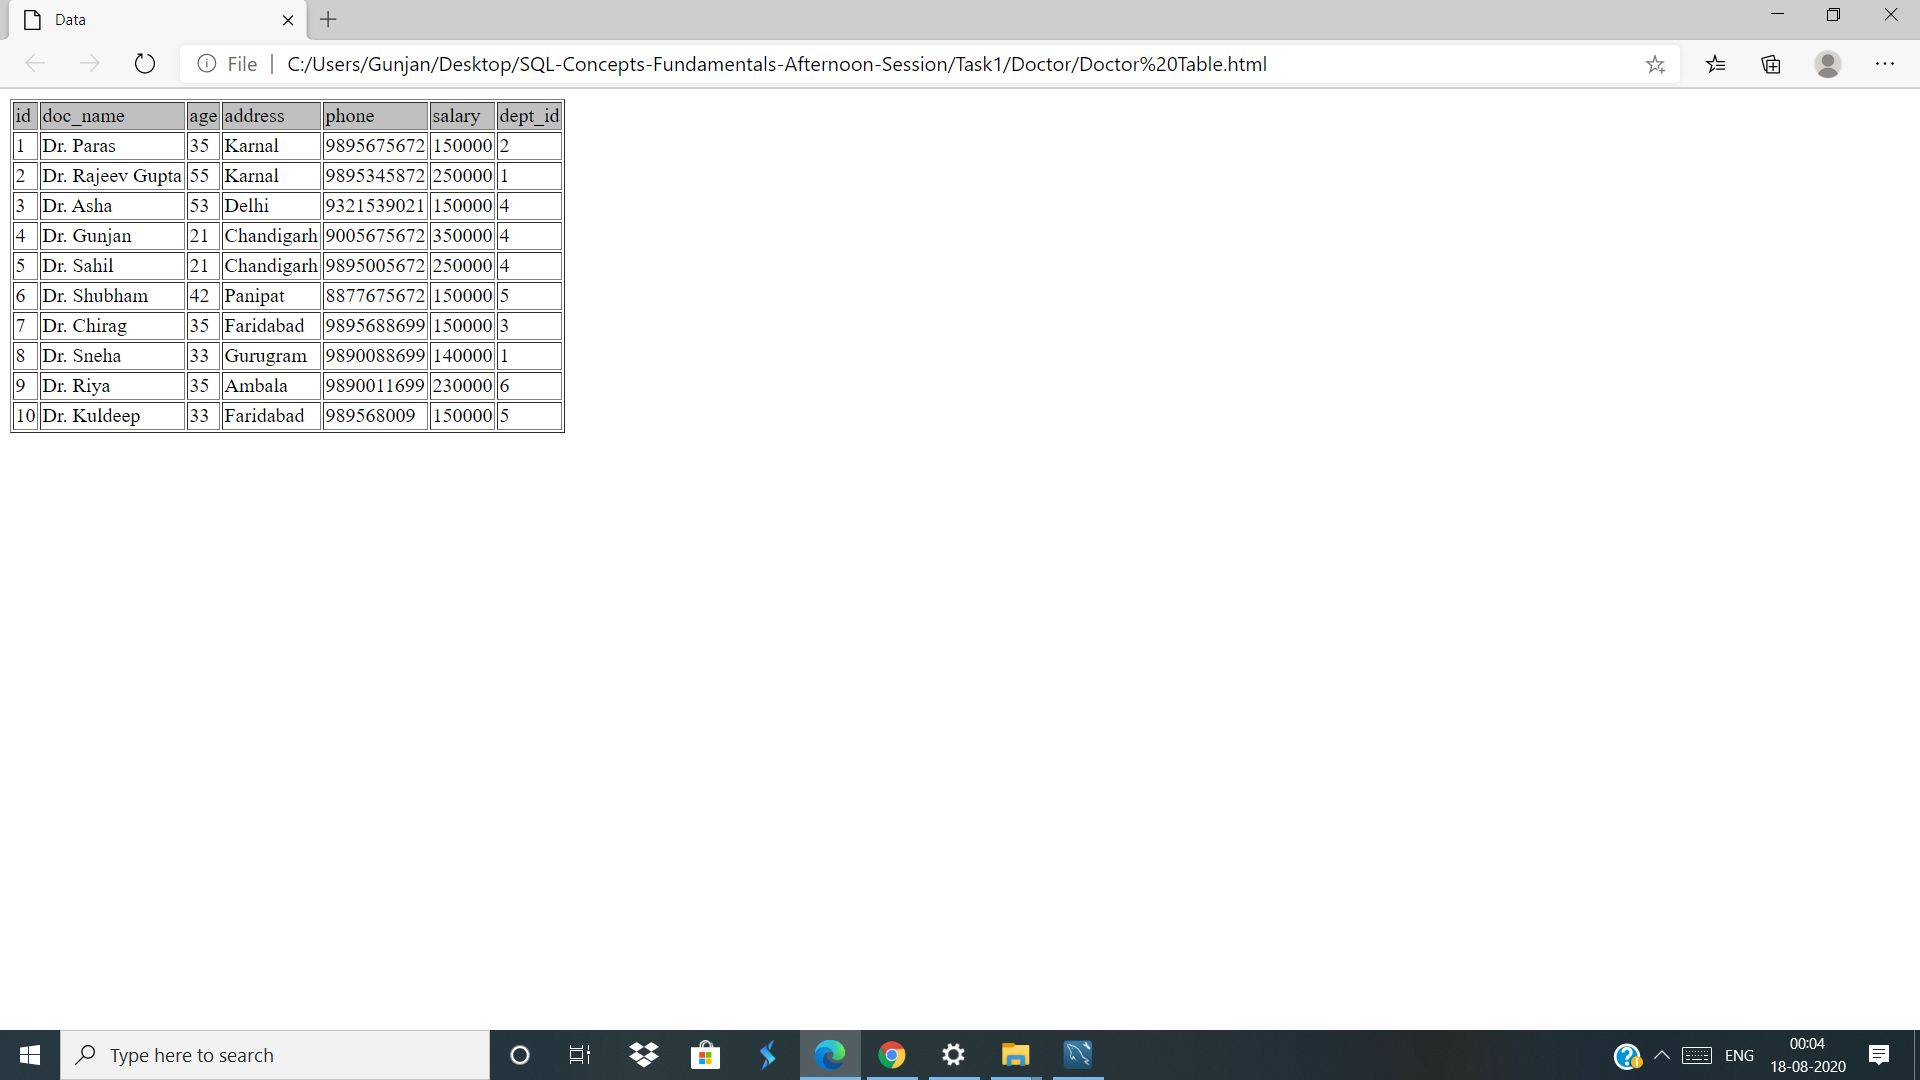 Data
File C:/Users/Gunjan/Desktop/SQL-Concepts-Fundamentals-Afternoon-Session/Task1/Doctor/Doctor%20Table.html
id doc_name age address phone salary dept_id
1 Dr. Paras 35 Karnal 9895675672 150000 2
2 Dr. Rajeev Gupta 55 Karnal 9895345872 250000 1
3 Dr. Asha 53 Delhi 9321539021 150000 4
4 Dr. Gunjan 21 Chandigarh 9005675672 350000 4
5 Dr. Sahil 21 Chandigarh 9895005672 250000 4
6 Dr. Shubham 42 Panipat 8877675672 150000 5
7 Dr. Chirag 35 Faridabad 9895688699 150000 3
8 Dr. Sneha 33 Gurugram 9890088699 140000 1
9 Dr. Riya 35 Ambala 9890011699 230000 6
10 Dr. Kuldeep 33 Faridabad 989568009 150000 5
Type here to search
ENG
00:04
18-08-2020